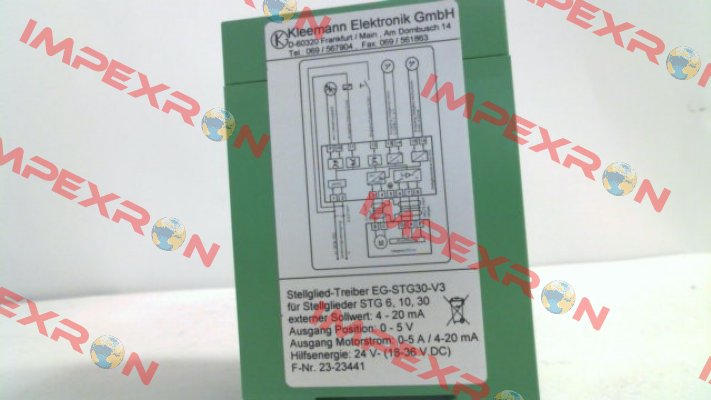 Kleemann Elektronik GmbH
D-60320 Frankfurt / Main , Am Dornbusch 14
Tel.: 069 / 567904 , Fax: 069 / 561863
Stellglied-Treiber EG-STG30-V3
für Stellglieder STG 6, 10, 30
externer Sollwert: 4 - 20 mA
Ausgang Position: 0 - 5 V
Ausgang Motorstrom: 0-5 A / 4-20 mA
Hilfsenergie: 24 V- (18-36 V DC)
F-Nr. 23-23441
IMPEXRON
IMPEXRON
IMPEXRON
IMPEXRON
IMPEXRON
IMPEXRON